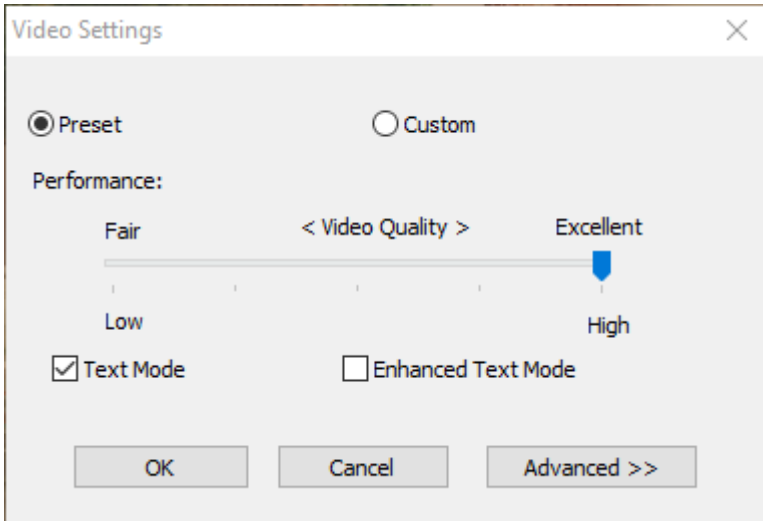 Video Settings
Preset Custom
Performance:
Fair < Video Quality > Excellent
Low High
Text Mode Enhanced Text Mode
OK Cancel Advanced >>